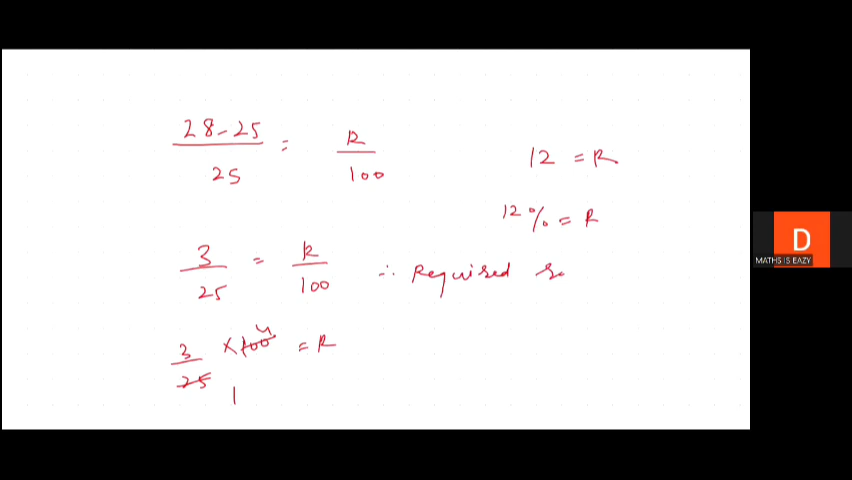 28-25/25 = R/100
3/25 = R/100
3/25 × 100 4 = R
1
12 = R
12% = R
∴ Required
D
MATHS IS EAZY